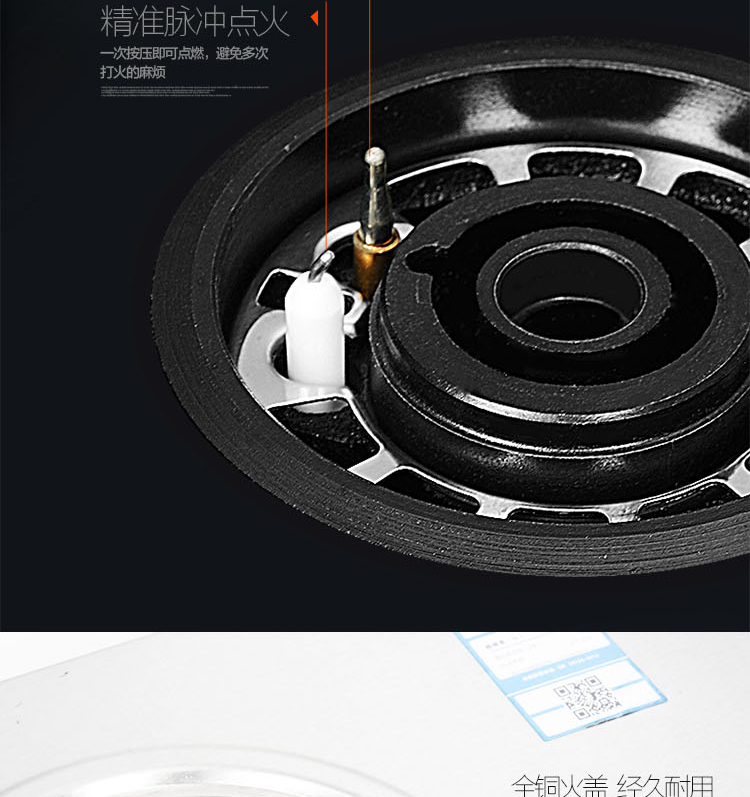 精准脉冲点火
一次按压即可点燃，避免多次
打火的麻烦
全铜火盖 经久耐用